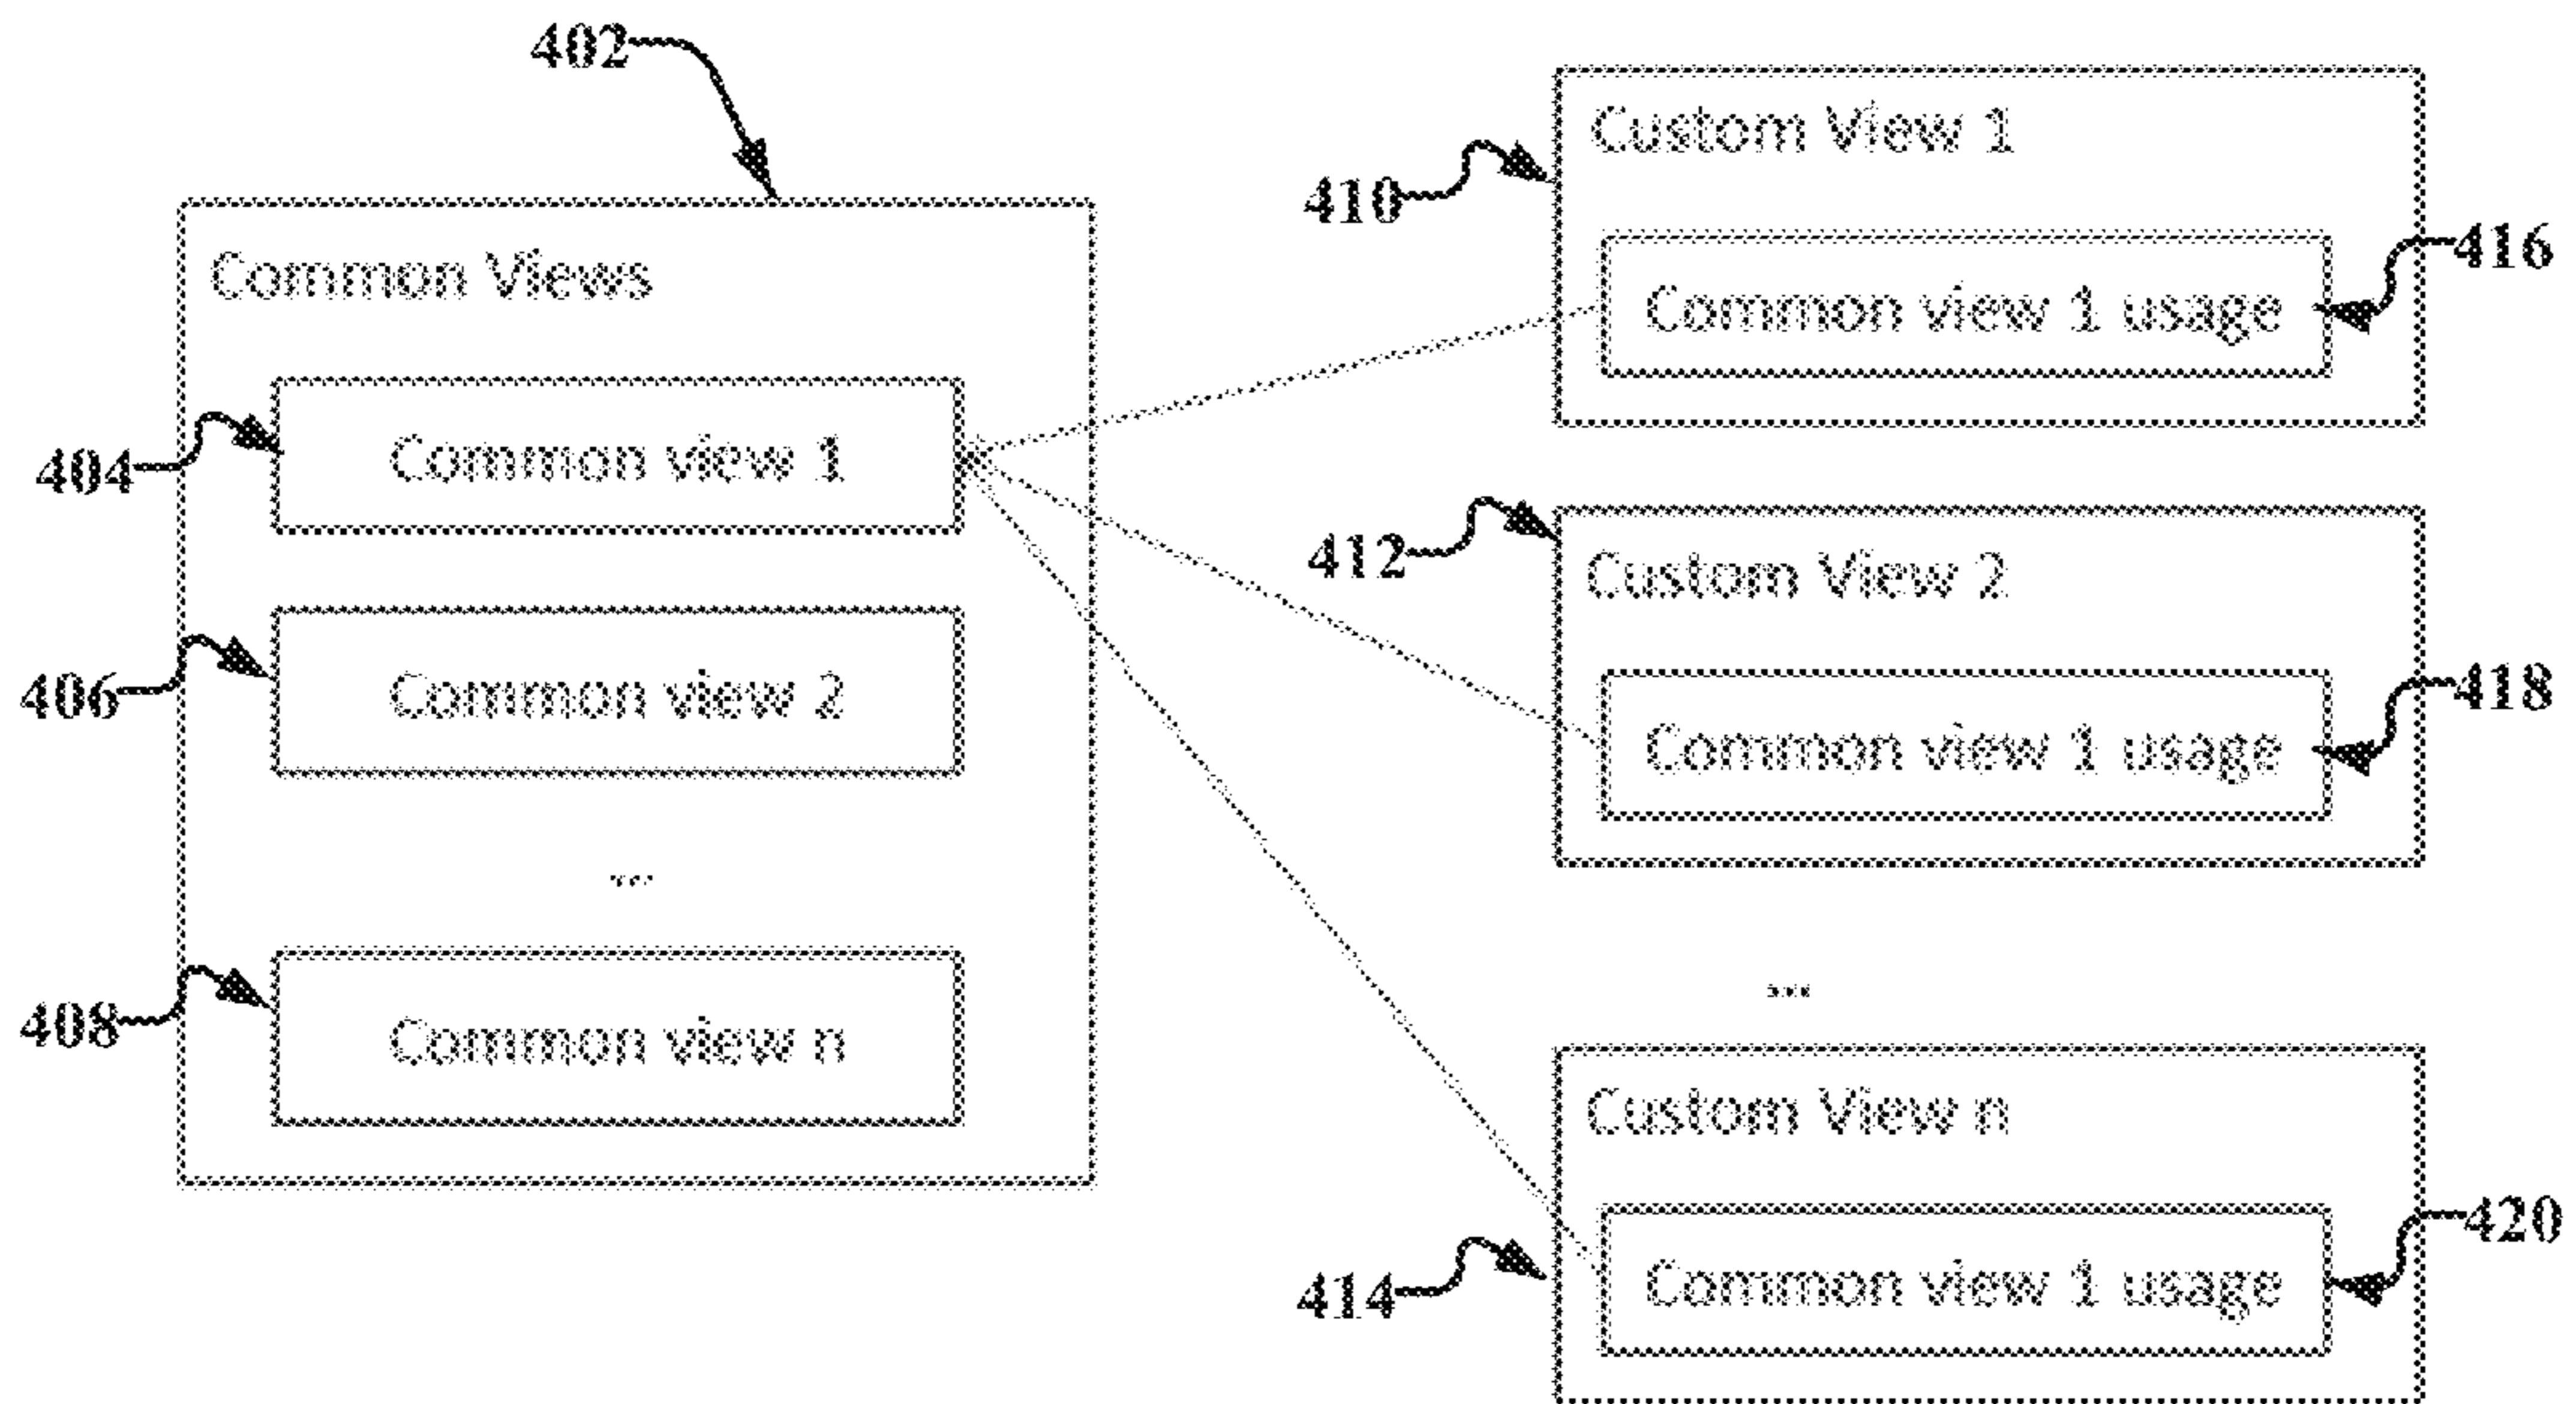 402
Common Views
404
Common view 1
406
Common view 2
...
408
Common view n
410
Custom View 1
416
Common view 1 usage
412
Custom View 2
418
Common view 1 usage
...
Custom View n
414
420
Common view 1 usage